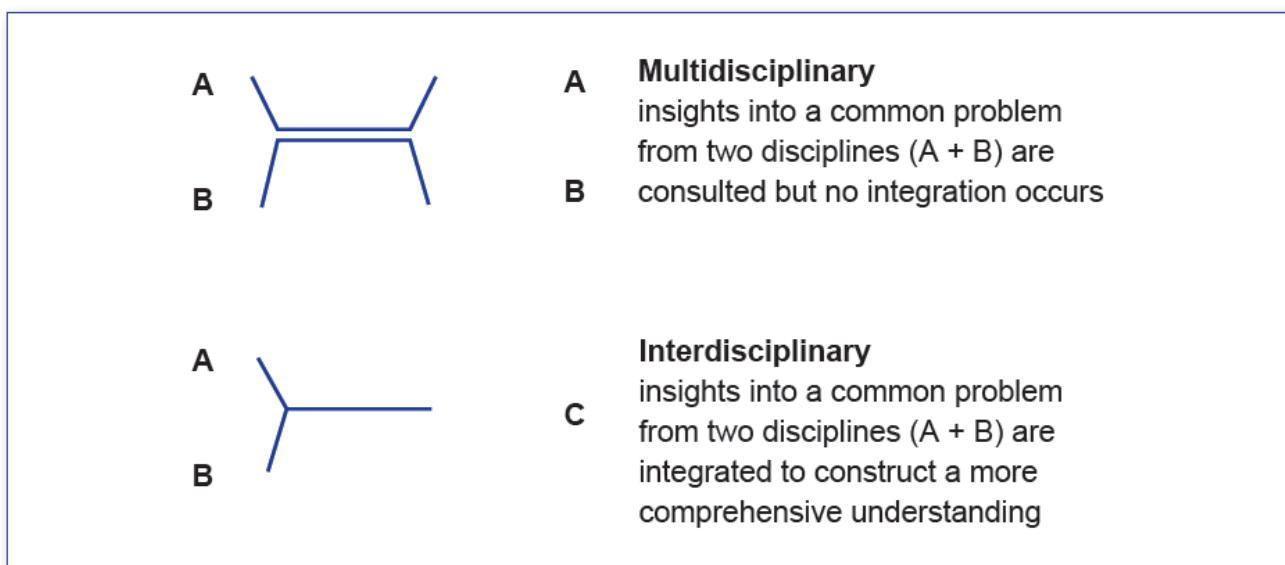 A
B
A
B
Multidisciplinary
insights into a common problem
from two disciplines (A + B) are
consulted but no integration occurs
A
B
C
Interdisciplinary
insights into a common problem
from two disciplines (A + B) are
integrated to construct a more
comprehensive understanding